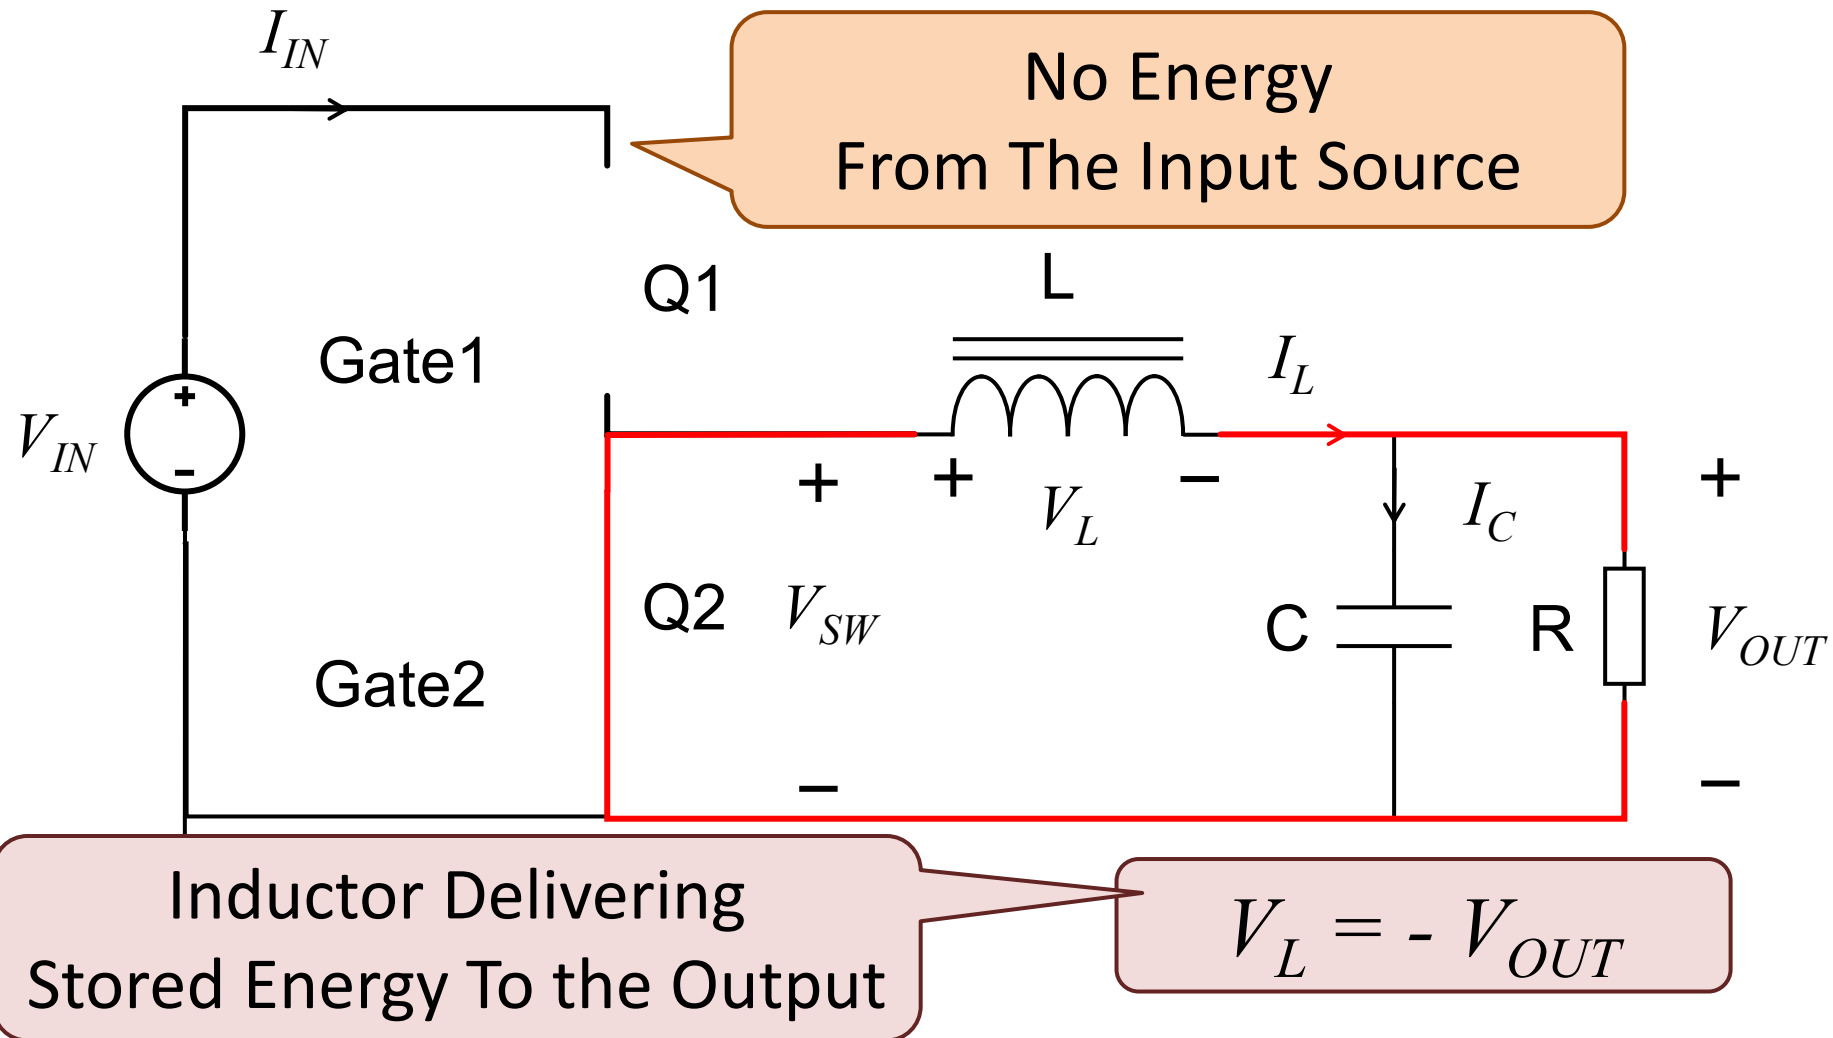 I_IN
No Energy
From The Input Source
Q1
L
Gate1
I_L
+
-
V_IN
+
+
−
+
V_L
I_C
Q2
V_SW
C
R
V_OUT
Gate2
−
−
Inductor Delivering
Stored Energy To the Output
V_L = - V_OUT